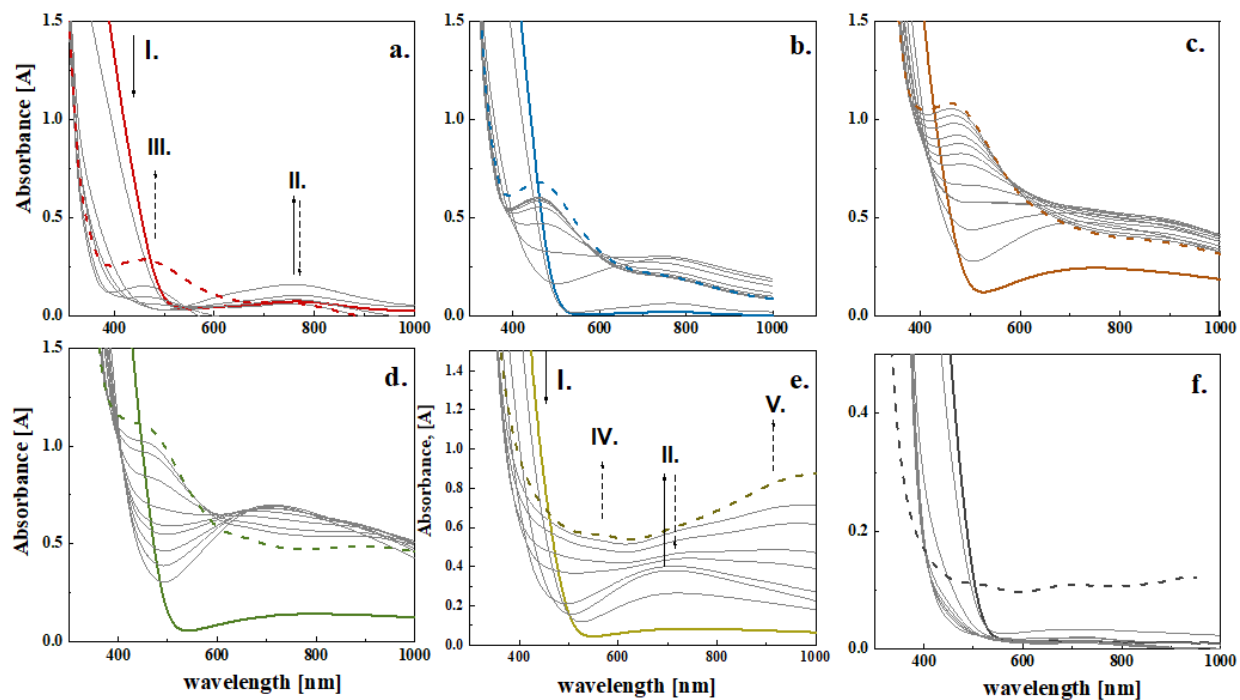 1.5
1.0
0.5
0.0
Absorbance [A]
a.
I.
III.
II.
400 600 800 1000
1.5
1.0
0.5
0.0
b.
400 600 800 1000
1.5
1.0
0.5
0.0
c.
400 600 800 1000
1.5
1.0
0.5
0.0
Absorbance [A]
d.
400 600 800 1000
wavelength [nm]
1.4
1.2
1.0
0.8
0.6
0.4
0.2
0.0
Absorbance, [A]
e.
I.
IV.
II.
V.
400 600 800 1000
wavelength [nm]
0.4
0.2
0.0
f.
400 600 800 1000
wavelength [nm]